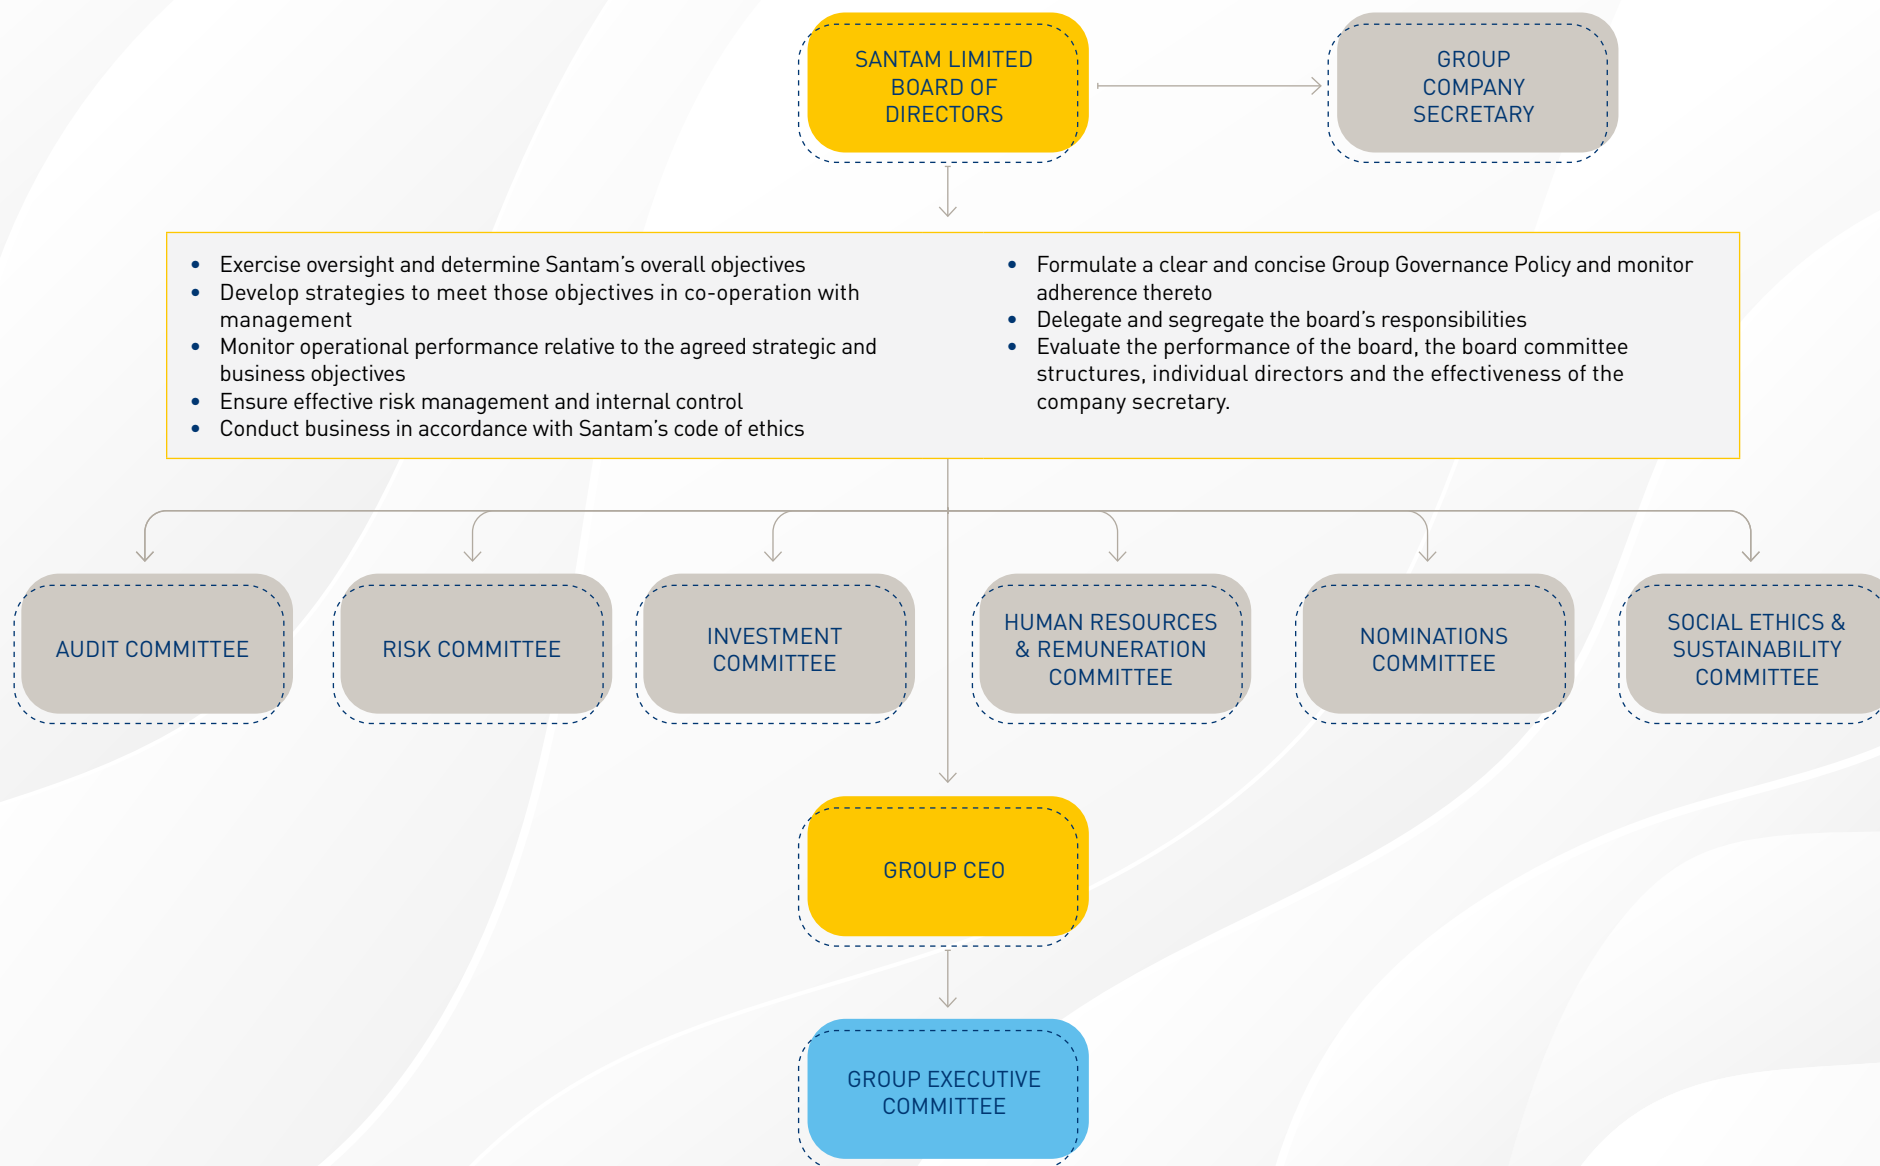 SANTAM LIMITED
BOARD OF
DIRECTORS
GROUP
COMPANY
SECRETARY
• Exercise oversight and determine Santam’s overall objectives
• Develop strategies to meet those objectives in co-operation with
management
• Monitor operational performance relative to the agreed strategic and
business objectives
• Ensure effective risk management and internal control
• Conduct business in accordance with Santam’s code of ethics
• Formulate a clear and concise Group Governance Policy and monitor
adherence thereto
• Delegate and segregate the board’s responsibilities
• Evaluate the performance of the board, the board committee
structures, individual directors and the effectiveness of the
company secretary.
AUDIT COMMITTEE
RISK COMMITTEE
INVESTMENT
COMMITTEE
HUMAN RESOURCES
& REMUNERATION
COMMITTEE
NOMINATIONS
COMMITTEE
SOCIAL ETHICS &
SUSTAINABILITY
COMMITTEE
GROUP CEO
GROUP EXECUTIVE
COMMITTEE